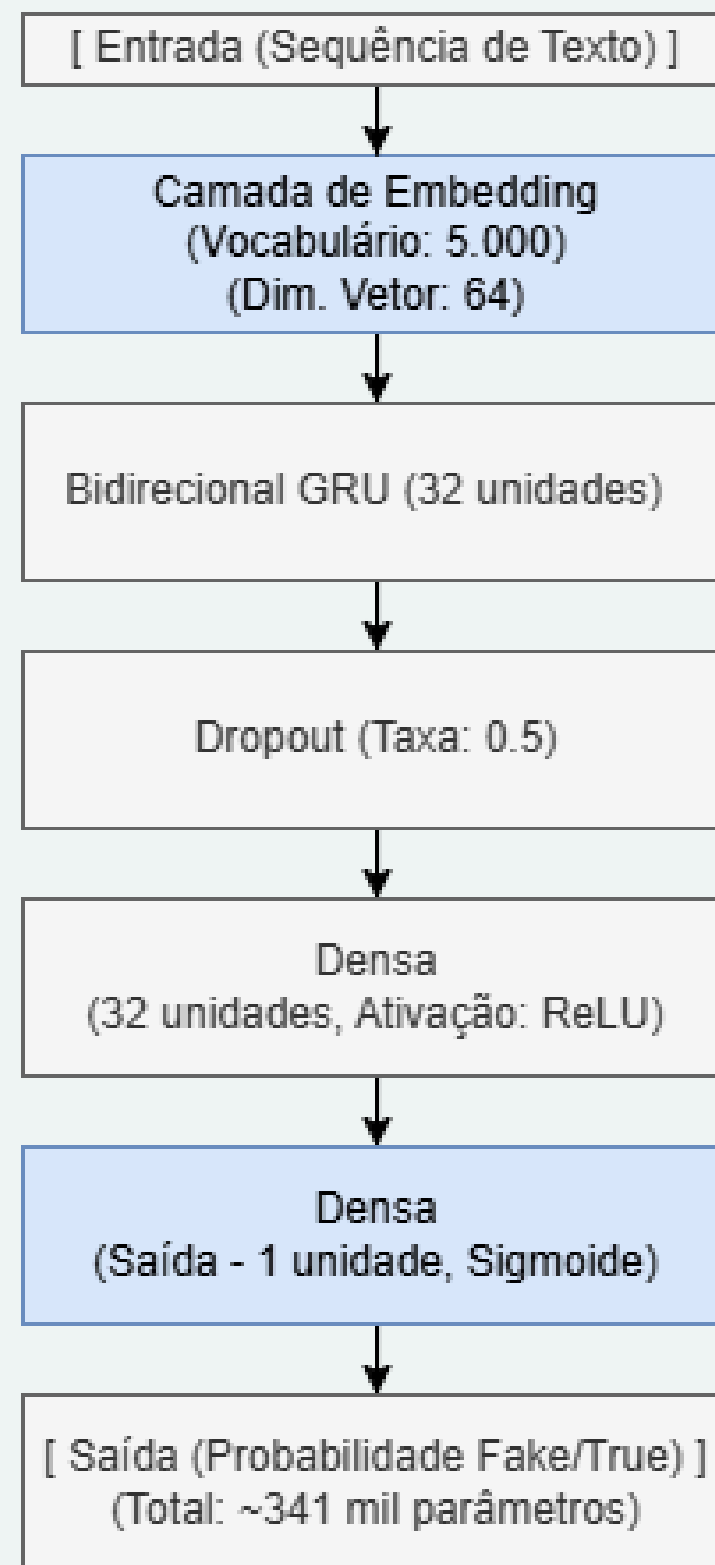 [ Entrada (Sequência de Texto) ]
Camada de Embedding
(Vocabulário: 5.000)
(Dim. Vetor: 64)
Bidirecional GRU (32 unidades)
Dropout (Taxa: 0.5)
Densa
(32 unidades, Ativação: ReLU)
Densa
(Saída - 1 unidade, Sigmoide)
[ Saída (Probabilidade Fake/True) ]
(Total: ~341 mil parâmetros)